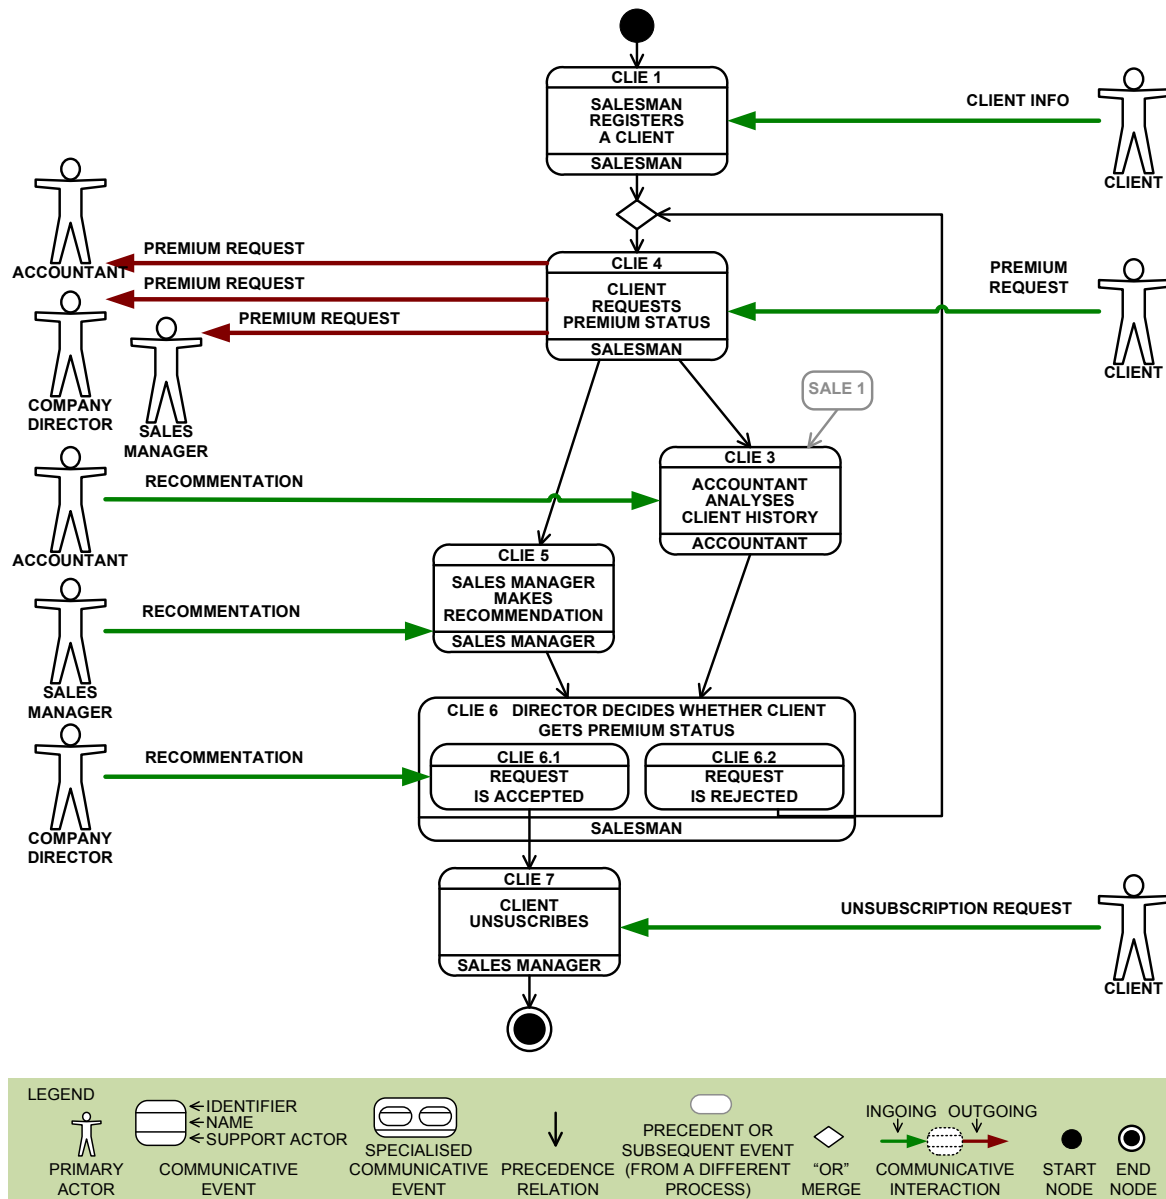 CLIE 1
SALESMAN
REGISTERS
A CLIENT
SALESMAN
CLIENT INFO
CLIENT
ACCOUNTANT
PREMIUM REQUEST
PREMIUM REQUEST
PREMIUM REQUEST
COMPANY
DIRECTOR
SALES
MANAGER
CLIE 4
CLIENT
REQUESTS
PREMIUM STATUS
SALESMAN
PREMIUM
REQUEST
CLIENT
SALE 1
ACCOUNTANT
RECOMMENTATION
CLIE 3
ACCOUNTANT
ANALYSES
CLIENT HISTORY
ACCOUNTANT
SALES
MANAGER
RECOMMENTATION
CLIE 5
SALES MANAGER
MAKES
RECOMMENDATION
SALES MANAGER
COMPANY
DIRECTOR
RECOMMENTATION
CLIE 6 DIRECTOR DECIDES WHETHER CLIENT
GETS PREMIUM STATUS
CLIE 6.1
REQUEST
IS ACCEPTED
CLIE 6.2
REQUEST
IS REJECTED
SALESMAN
CLIE 7
CLIENT
UNSUSCRIBES
SALES MANAGER
UNSUBSCRIPTION REQUEST
CLIENT
LEGEND
PRIMARY
ACTOR
IDENTIFIER
NAME
SUPPORT ACTOR
COMMUNICATIVE
EVENT
SPECIALISED
COMMUNICATIVE
EVENT
PRECEDENCE
RELATION
PRECEDENT OR
SUBSEQUENT EVENT
(FROM A DIFFERENT
PROCESS)
“OR”
MERGE
INGOING OUTGOING
COMMUNICATIVE
INTERACTION
START
NODE
END
NODE